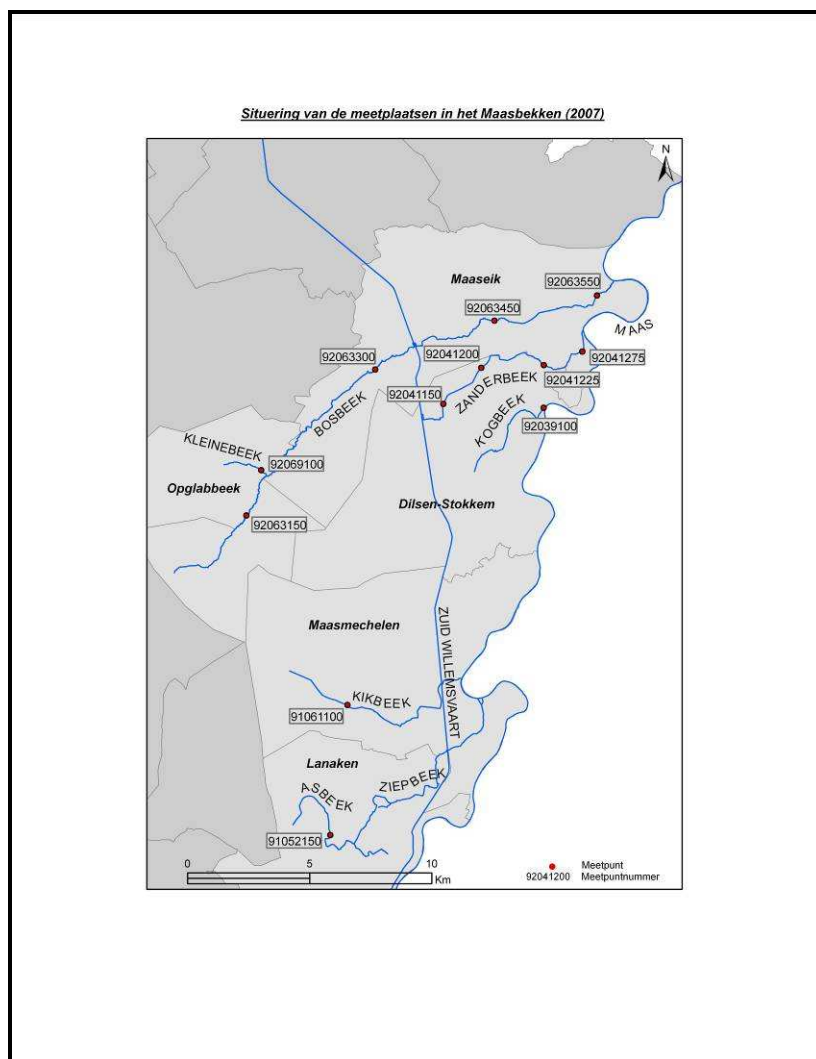 Situering van de meetplaatsen in het Maasbekken (2007)
N
Maaseik
92063550
92063450
MAAS
92063300
92041200
92041275
92041225
BOSBEEK
92041150
ZANDERBEEK
KOGBEEK
92039100
KLEINEBEEK
92069100
Opglabbeek
Dilsen-Stokkem
92063150
Maasmechelen
ZUID WILLEMSVAART
KIKBEEK
91061100
Lanaken
ZIEPBEEK
ASBEEK
91052150
0 5 10
Km
Meetpunt
92041200 Meetpuntnummer